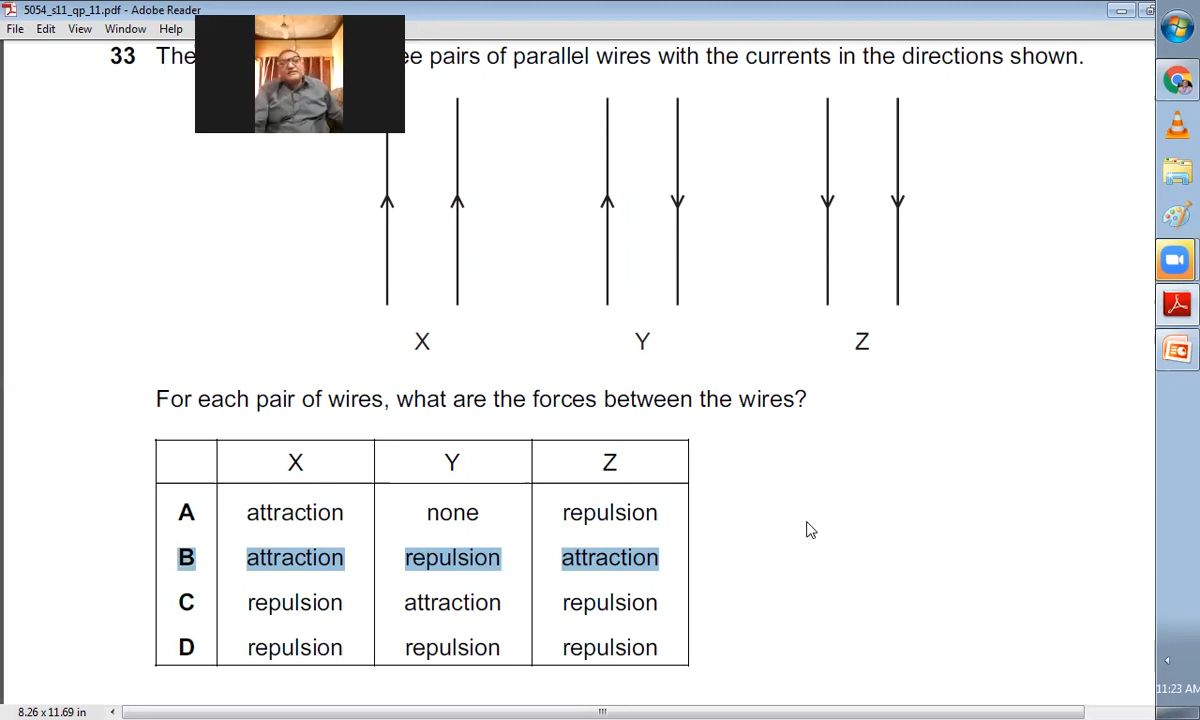 5054_s11_qp_11.pdf - Adobe Reader
File Edit View Window Help
33 The ee pairs of parallel wires with the currents in the directions shown.
X Y Z
For each pair of wires, what are the forces between the wires?
X Y Z
A attraction none repulsion
B attraction repulsion attraction
C repulsion attraction repulsion
D repulsion repulsion repulsion
8.26 x 11.69 in
11:23 AM